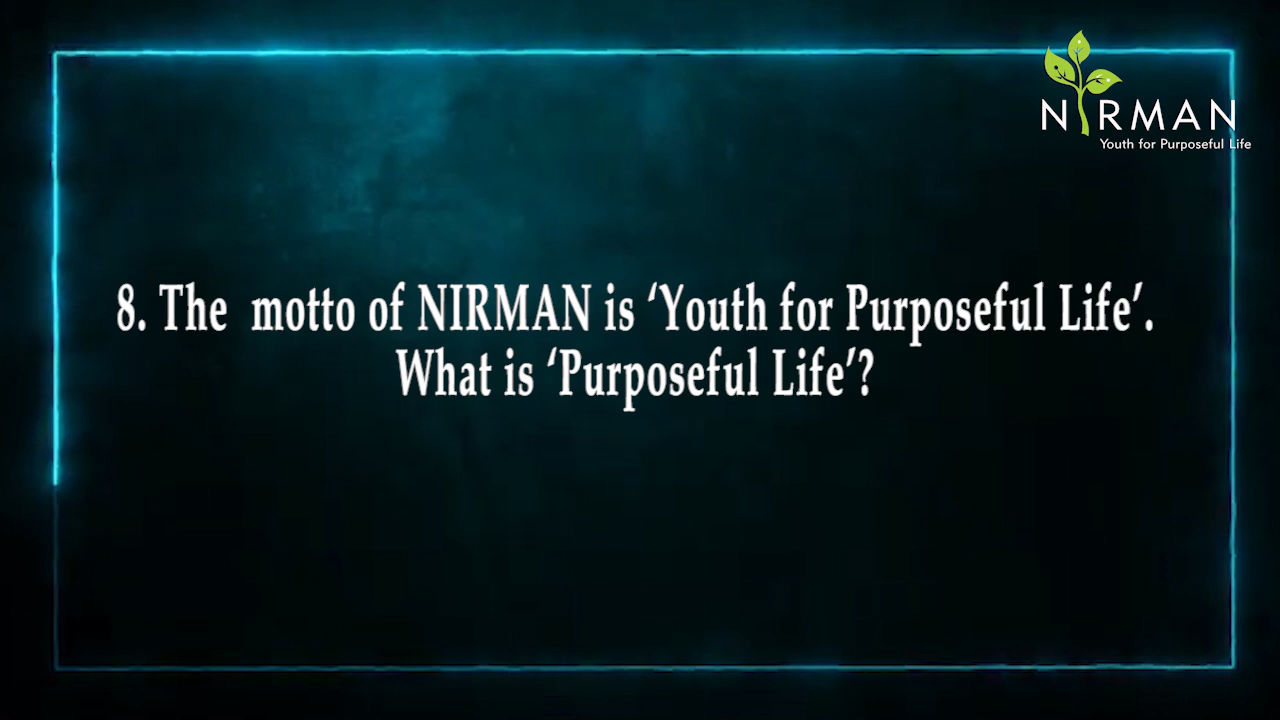 NIRMAN
Youth for Purposeful Life
8. The motto of NIRMAN is ‘Youth for Purposeful Life’.
What is ‘Purposeful Life’?